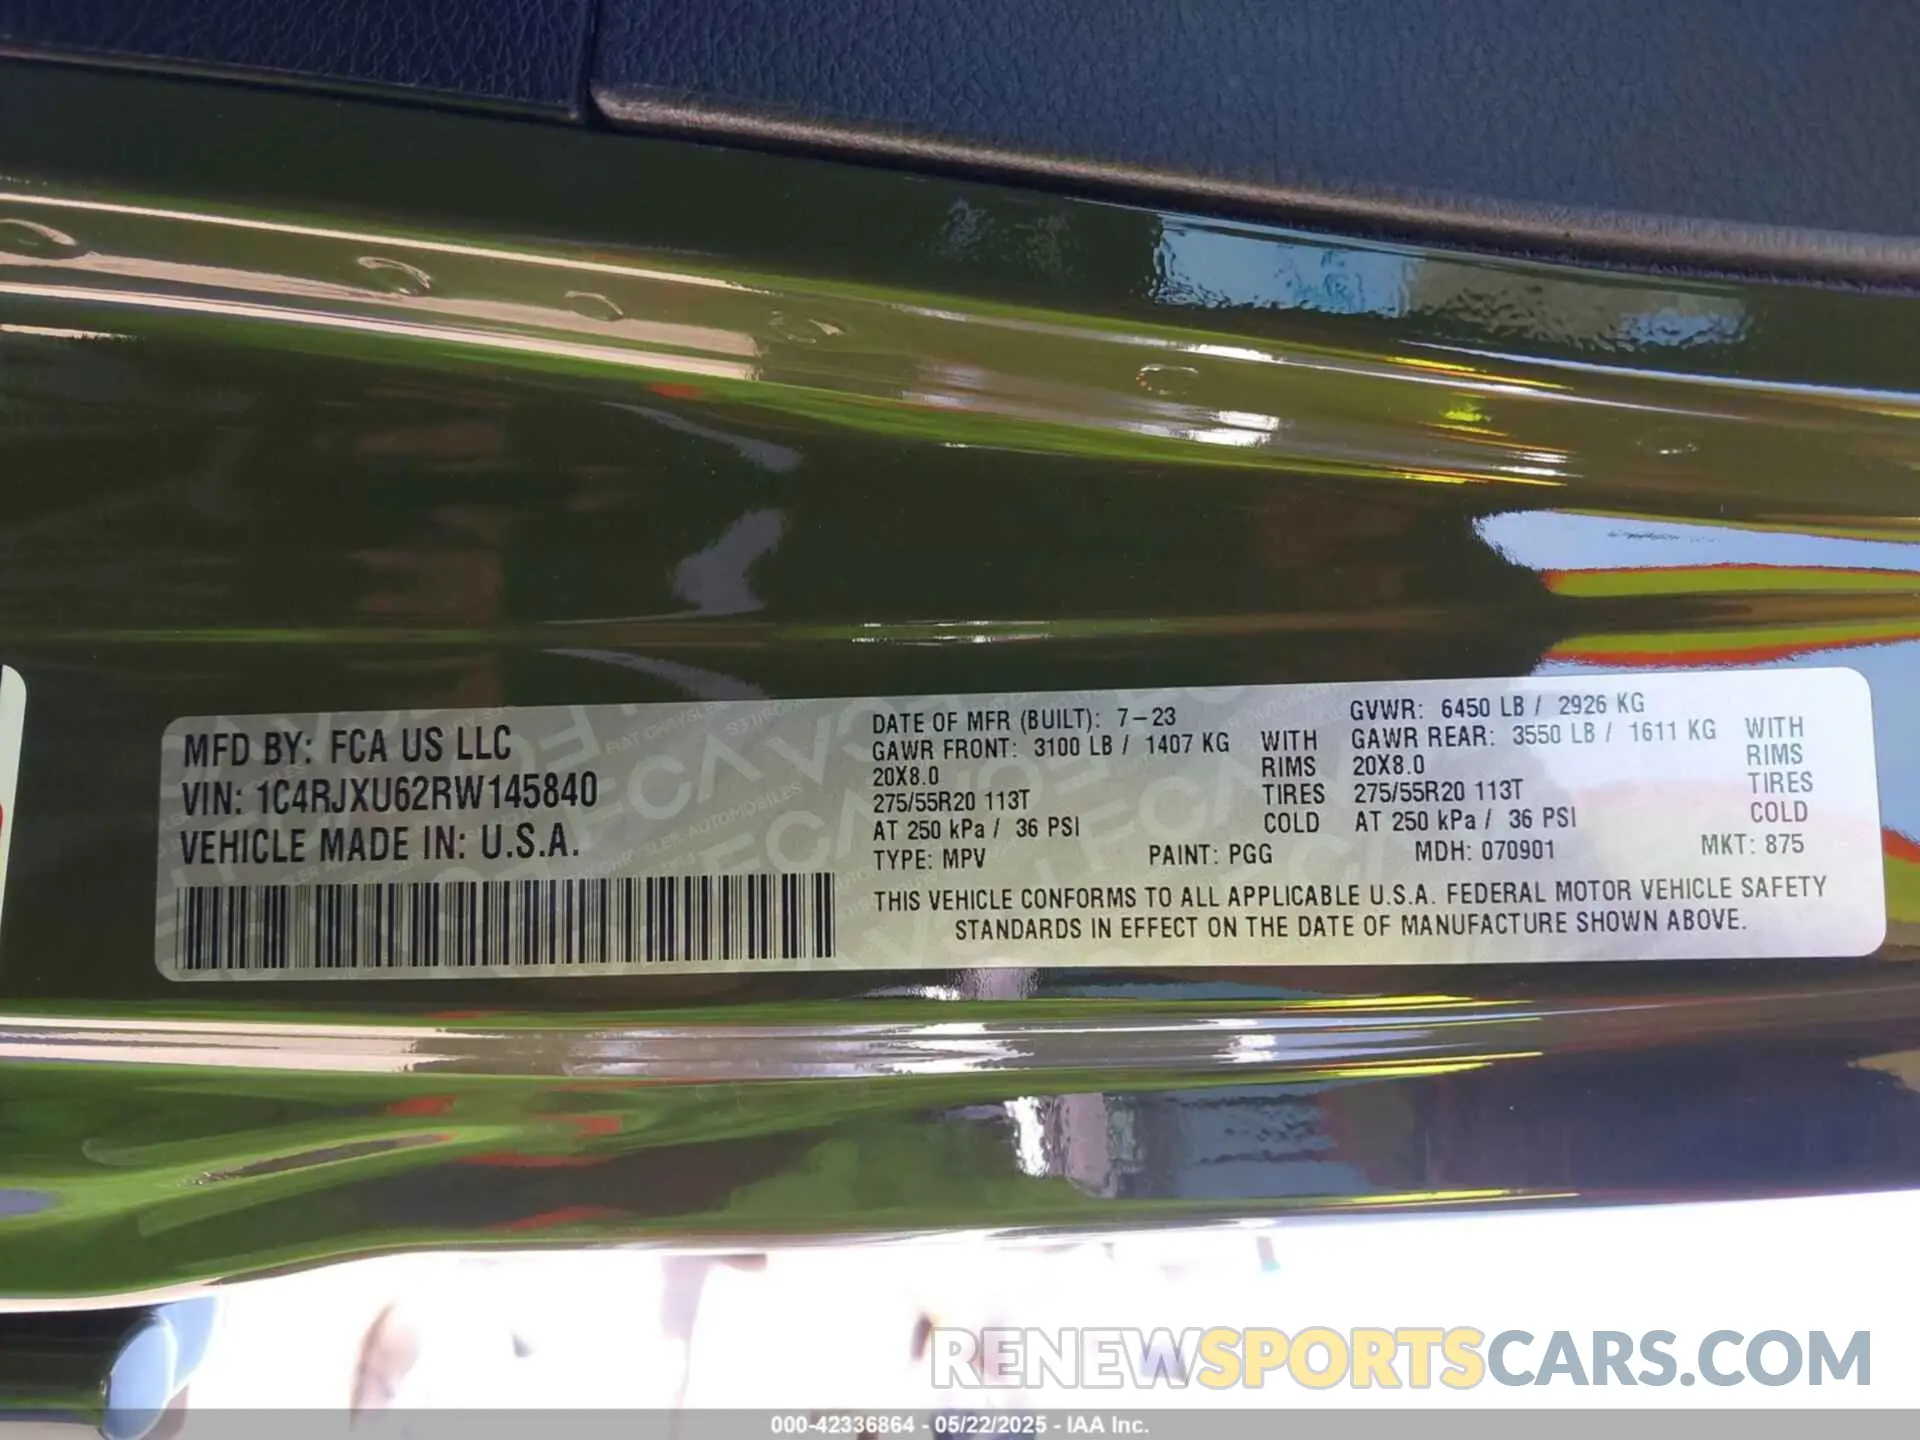 MFD BY: FCA US LLC
VIN: 1C4RJXU62RW145840
VEHICLE MADE IN: U.S.A.
DATE OF MFR (BUILT): 7-23
GAWR FRONT: 3100 LB / 1407 KG WITH
20X8.0 RIMS
275/55R20 113T TIRES
AT 250 kPa / 36 PSI COLD
GVWR: 6450 LB / 2926 KG
GAWR REAR: 3550 LB / 1611 KG WITH
20X8.0 RIMS
275/55R20 113T TIRES
AT 250 kPa / 36 PSI COLD
TYPE: MPV PAINT: PGG MDH: 070901 MKT: 875
THIS VEHICLE CONFORMS TO ALL APPLICABLE U.S.A. FEDERAL MOTOR VEHICLE SAFETY
STANDARDS IN EFFECT ON THE DATE OF MANUFACTURE SHOWN ABOVE.
RENEWSPORTSCARS.COM
000-42336864 - 05/22/2025 - IAA Inc.